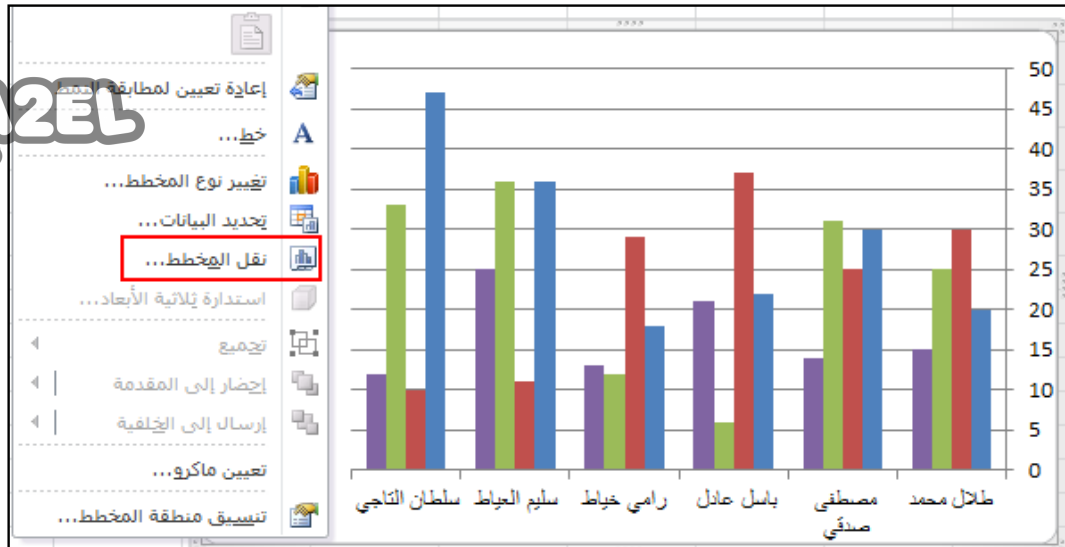 إعادة تعيين لمطابقة النمط
خط...
تغيير نوع المخطط...
تحديد البيانات...
نقل المخطط...
استدارة ثلاثية الأبعاد...
تجميع
إحضار إلى المقدمة
إرسال إلى الخلفية
تعيين ماكرو...
تنسيق منطقة المخطط...
50
45
40
35
30
25
20
15
10
5
0
طلال محمد
مصطفى صدقي
باسل عادل
رامي خياط
سليم العياط
سلطان التاجي
A2EL